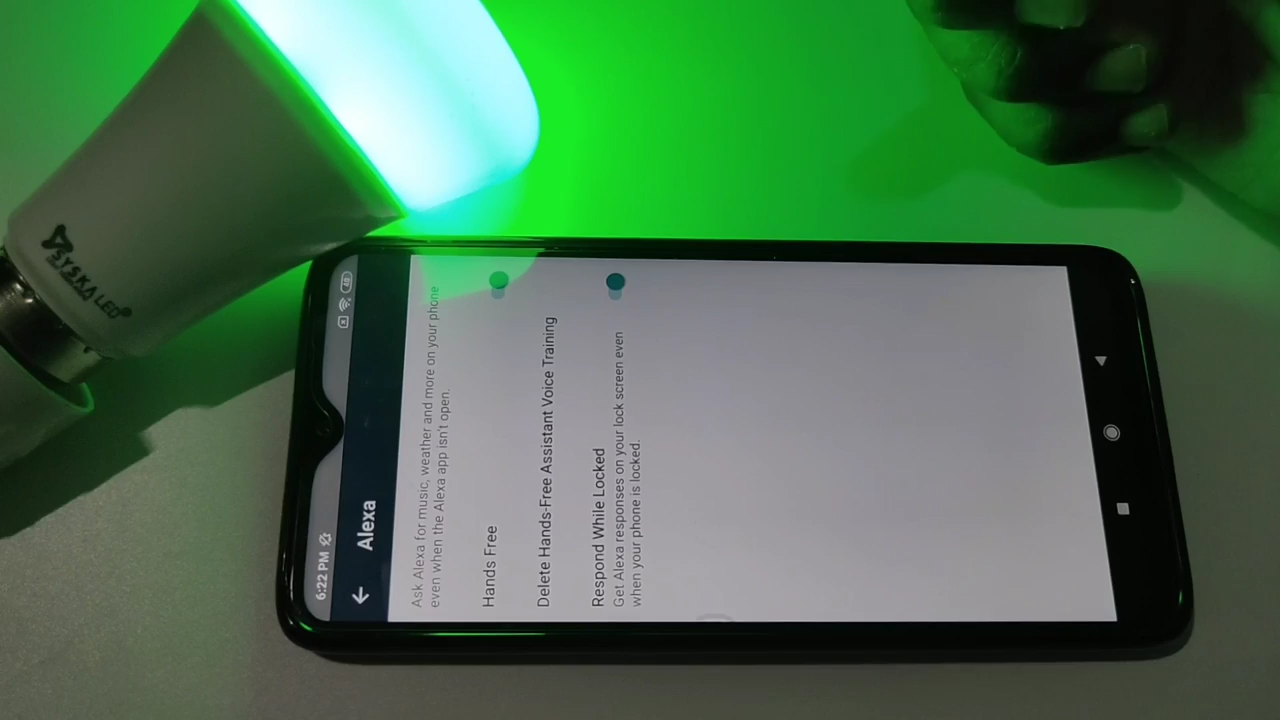 SYSKA LED
6:22 PM
49
Alexa
Ask Alexa for music, weather and more on your phone
even when the Alexa app isn't open.
Hands Free
Delete Hands-Free Assistant Voice Training
Respond While Locked
Get Alexa responses on your lock screen even
when your phone is locked.